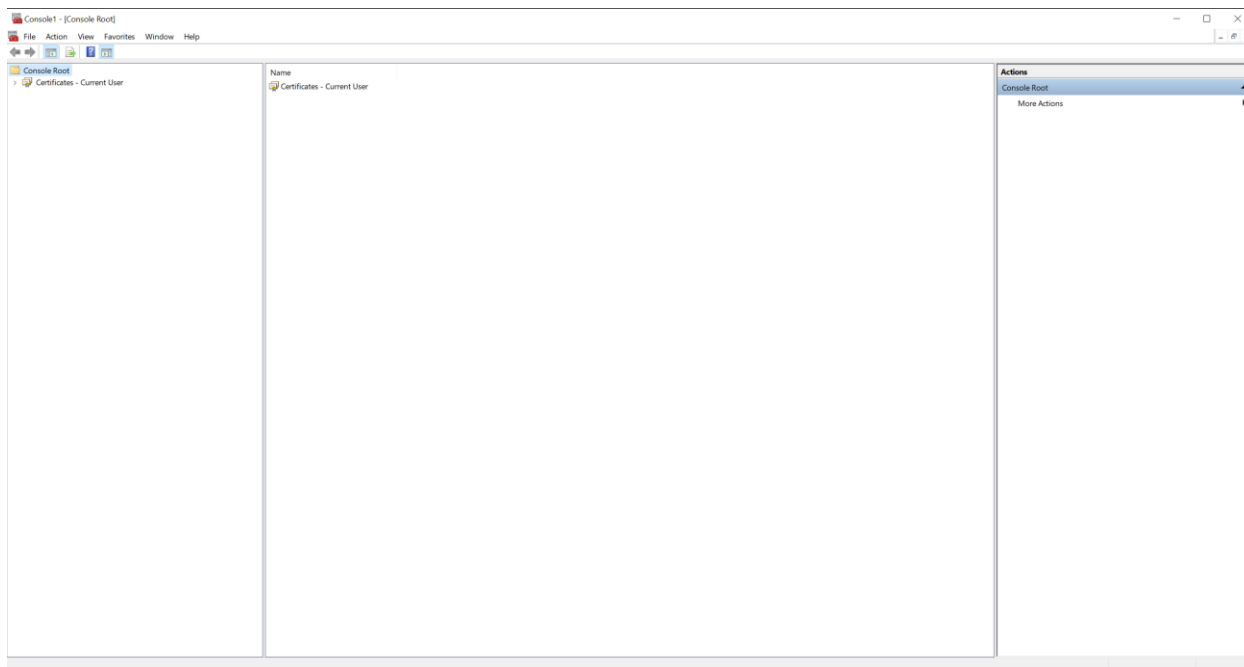 Console1 - [Console Root]
File Action View Favorites Window Help
Console Root
Certificates - Current User
Name
Certificates - Current User
Actions
Console Root
More Actions